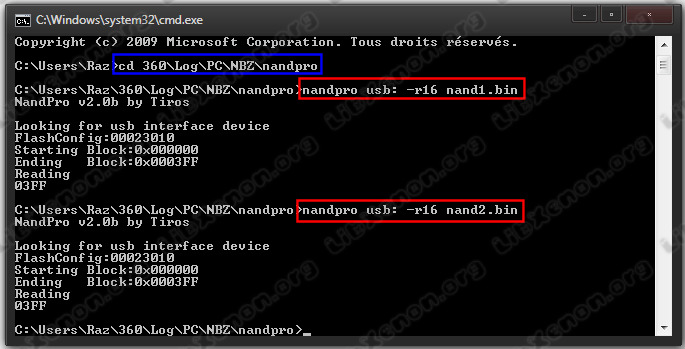 C:\Windows\system32\cmd.exe
Copyright (c) 2009 Microsoft Corporation. Tous droits réservés.
C:\Users\Raz>cd 360\Log\PC\NBZ\nandpro
C:\Users\Raz\360\Log\PC\NBZ\nandpro>nandpro usb: -r16 nand1.bin
NandPro v2.0b by Tiros
Looking for usb interface device
FlashConfig:00023010
Starting Block:0x000000
Ending   Block:0x0003FF
Reading
03FF
C:\Users\Raz\360\Log\PC\NBZ\nandpro>nandpro usb: -r16 nand2.bin
NandPro v2.0b by Tiros
Looking for usb interface device
FlashConfig:00023010
Starting Block:0x000000
Ending   Block:0x0003FF
Reading
03FF
C:\Users\Raz\360\Log\PC\NBZ\nandpro>_
LibXenon.org